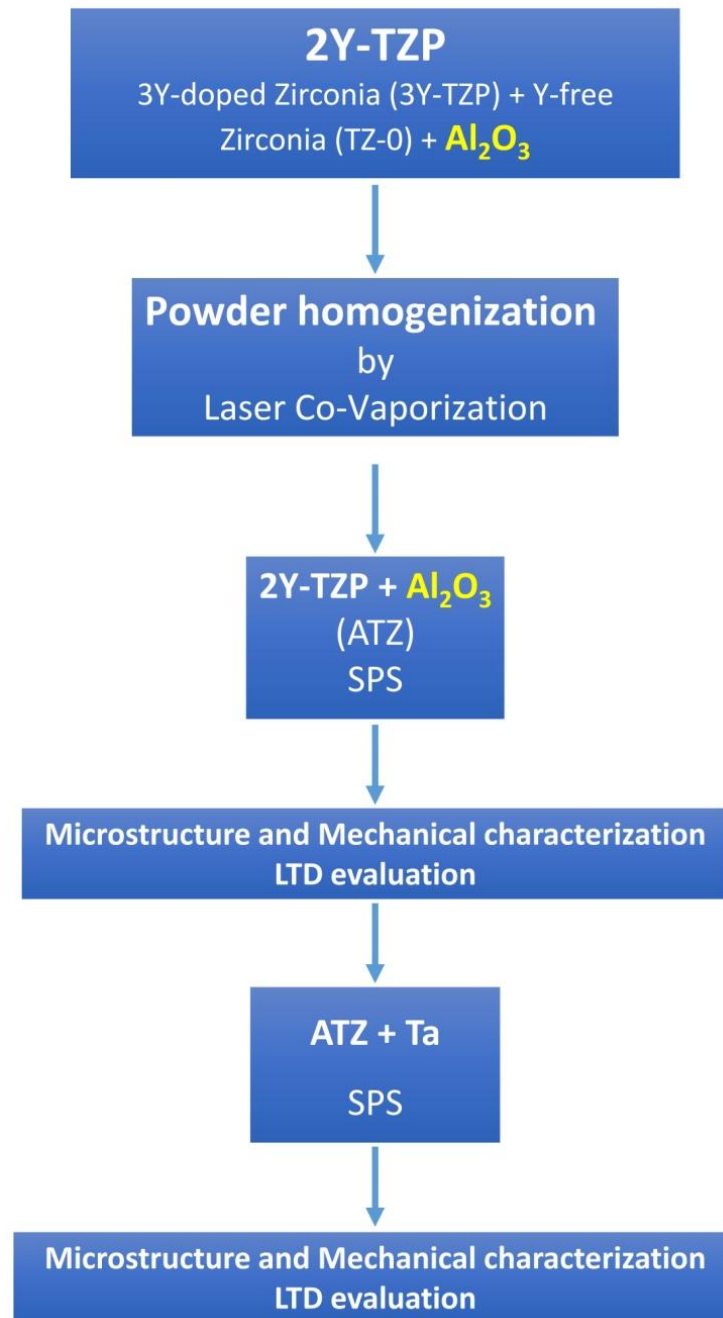 2Y-TZP
3Y-doped Zirconia (3Y-TZP) + Y-free
Zirconia (TZ-0) + Al₂O₃
Powder homogenization
by
Laser Co-Vaporization
2Y-TZP + Al₂O₃
(ATZ)
SPS
Microstructure and Mechanical characterization
LTD evaluation
ATZ + Ta
SPS
Microstructure and Mechanical characterization
LTD evaluation